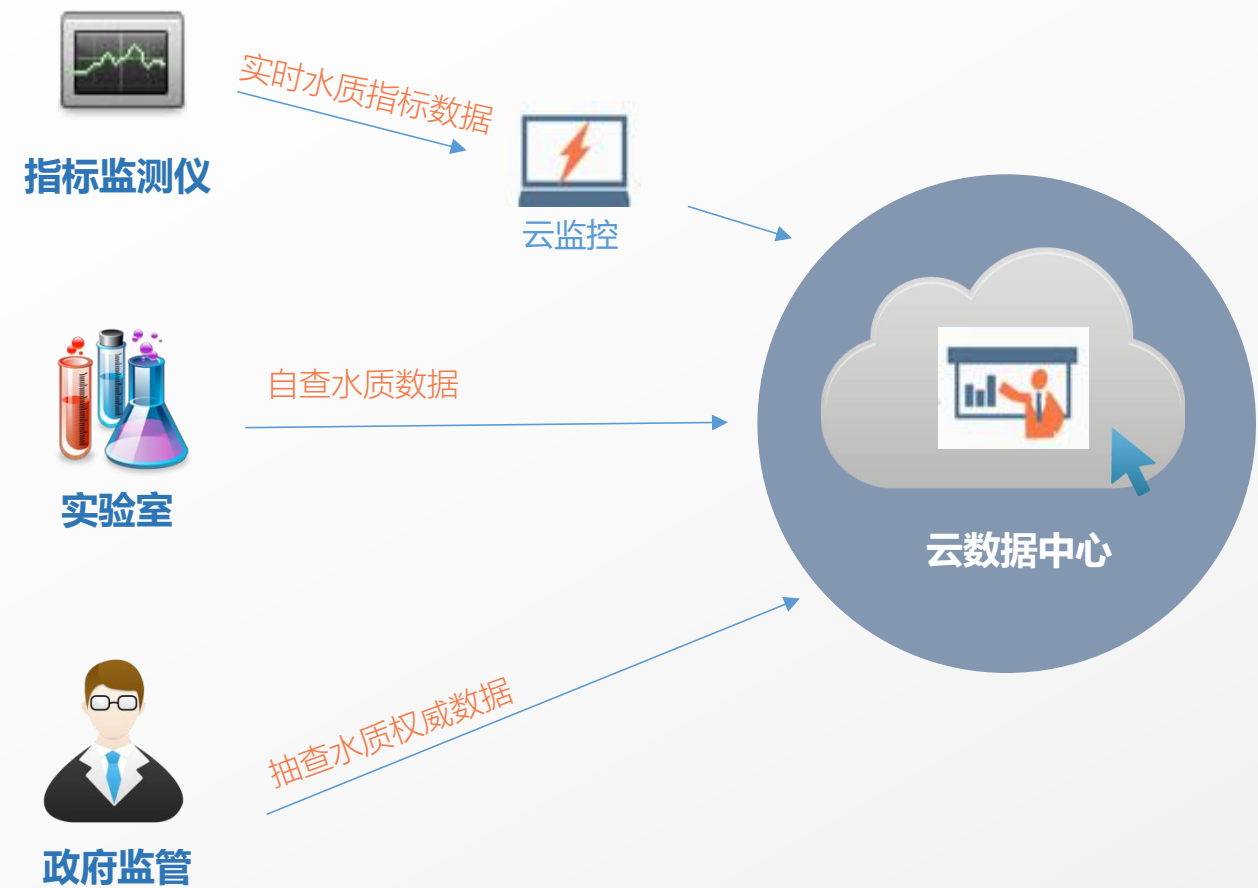 实时水质指标数据
指标监测仪
云监控
自查水质数据
实验室
云数据中心
抽查水质权威数据
政府监管